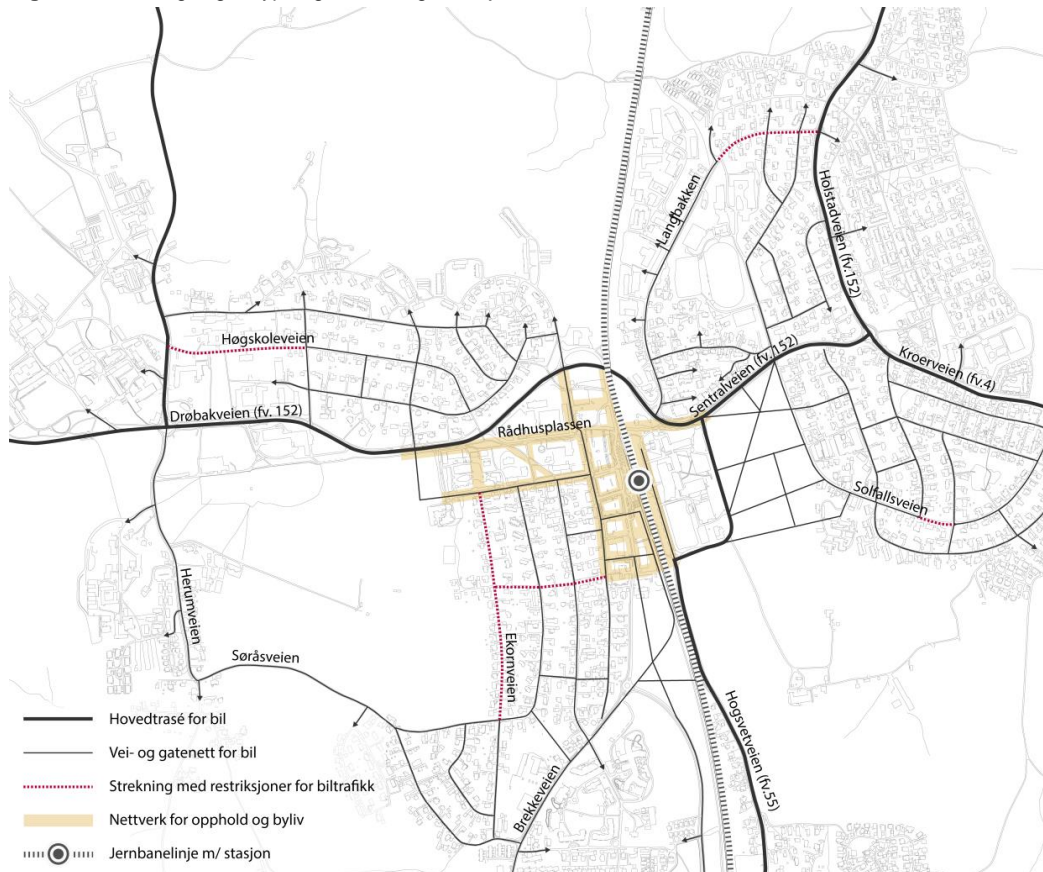 Langbakken
Holstadveien (fv.152)
Høgskoleveien
Kroerveien (fv.4)
Sentralveien (fv. 152)
Drøbakveien (fv. 152)
Rådhusplassen
Solfallsveien
Herumveien
Ekornveien
Søråsveien
Hogsvetveien (fv.55)
Brekkeveien
Hovedtrasé for bil
Vei- og gatenett for bil
Strekning med restriksjoner for biltrafikk
Nettverk for opphold og byliv
Jernbanelinje m/ stasjon